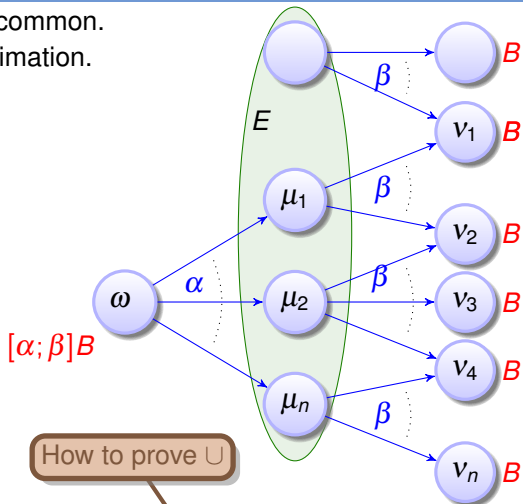 common.
imation.
E
β
B
ν1
B
μ1
β
ν2
B
ω
α
μ2
β
ν3
B
[α;β]B
ν4
B
μn
β
How to prove ∪
νn
B